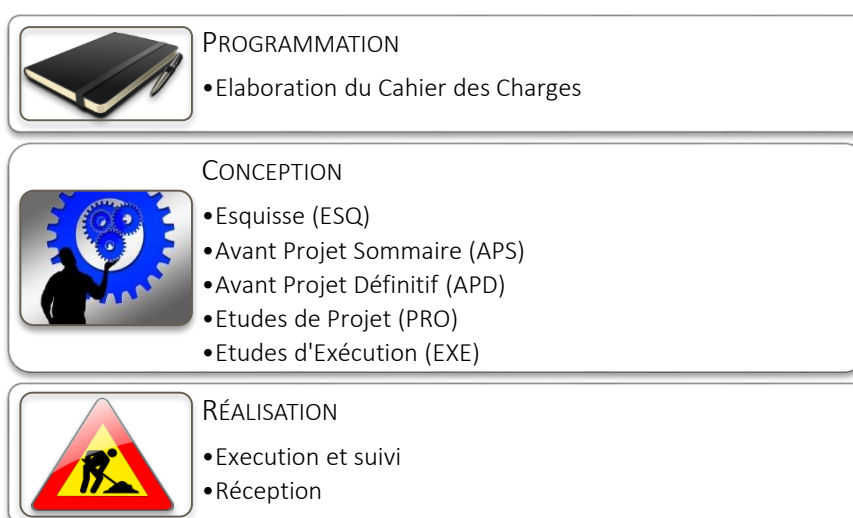 PROGRAMMATION
•Elaboration du Cahier des Charges
CONCEPTION
•Esquisse (ESQ)
•Avant Projet Sommaire (APS)
•Avant Projet Définitif (APD)
•Etudes de Projet (PRO)
•Etudes d'Exécution (EXE)
RÉALISATION
•Execution et suivi
•Réception